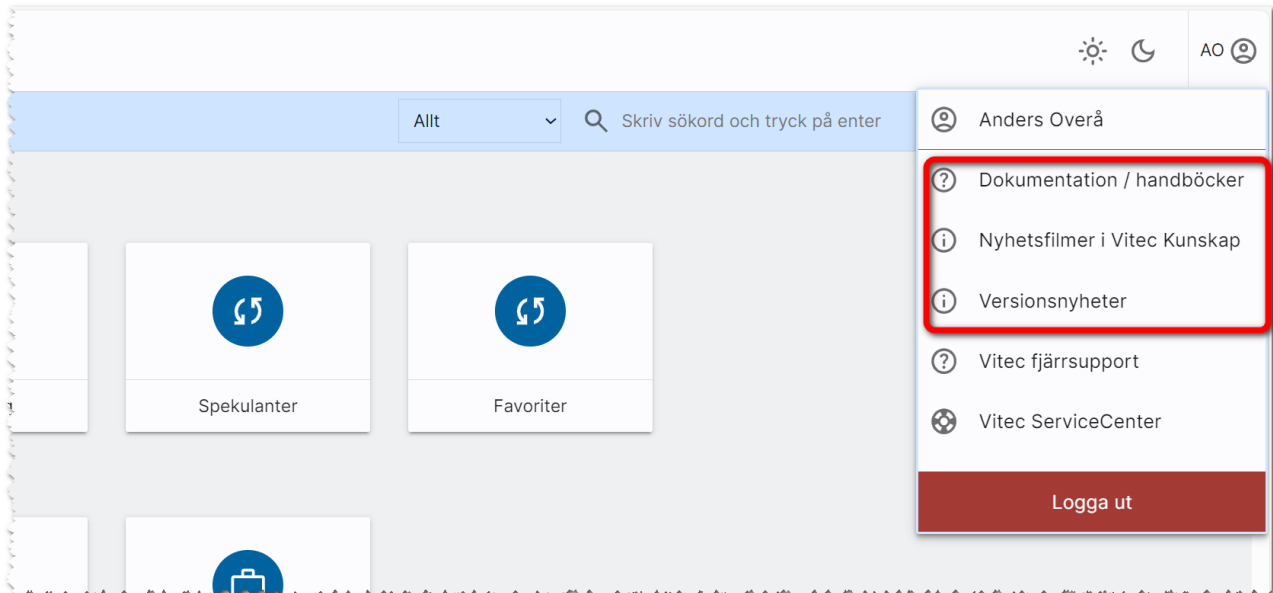 AO
Allt
Skriv sökord och tryck på enter
Anders Overå
Dokumentation / handböcker
Nyhetsfilmer i Vitec Kunskap
Versionsnyheter
Vitec fjärrsupport
Vitec ServiceCenter
Logga ut
Spekulanter
Favoriter